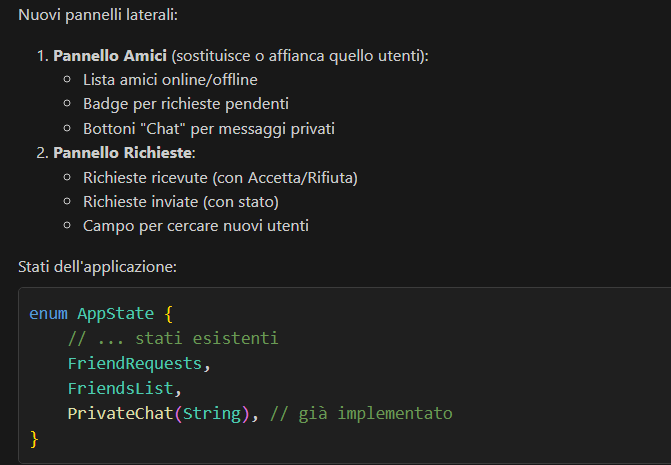 Nuovi pannelli laterali:
1. Pannello Amici (sostituisce o affianca quello utenti):
○ Lista amici online/offline
○ Badge per richieste pendenti
○ Bottoni "Chat" per messaggi privati
2. Pannello Richieste:
○ Richieste ricevute (con Accetta/Rifiuta)
○ Richieste inviate (con stato)
○ Campo per cercare nuovi utenti
Stati dell'applicazione:
enum AppState {
    // ... stati esistenti
    FriendRequests,
    FriendsList,
    PrivateChat(String), // già implementato
}